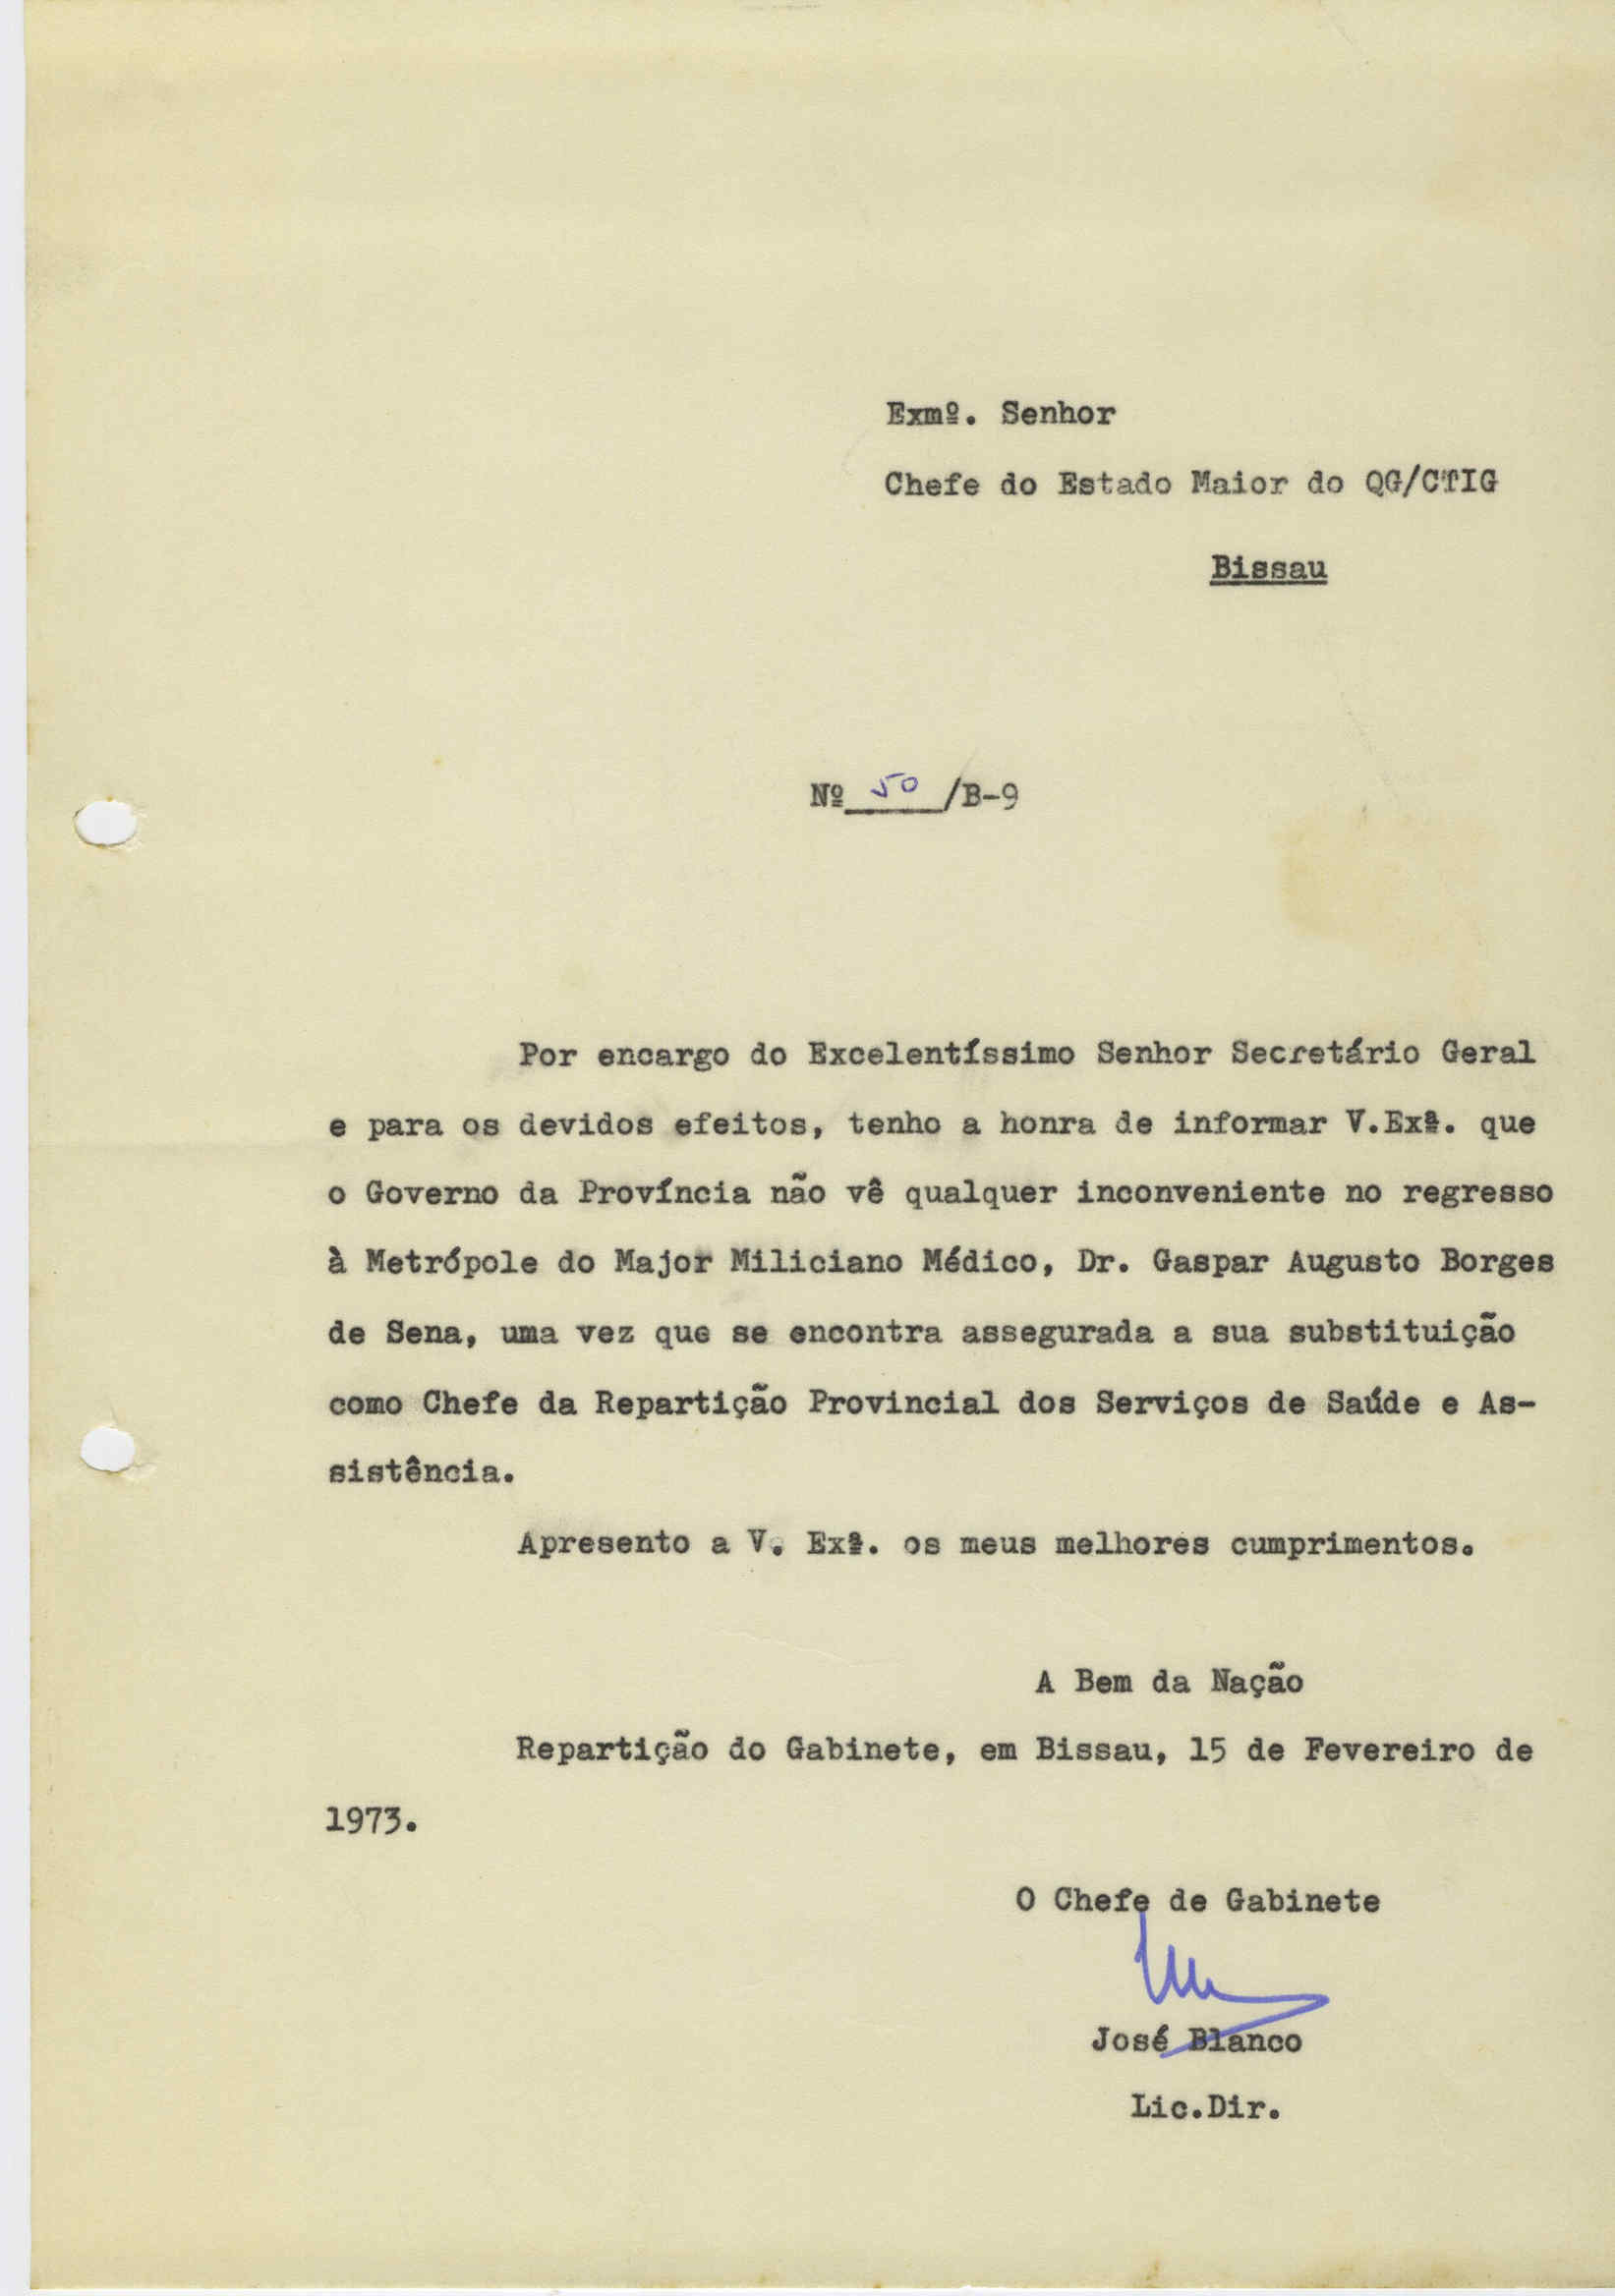 Exmº. Senhor
Chefe do Estado Maior do QG/CTIG
Bissau
Nº 50 /B-9
Por encargo do Excelentíssimo Senhor Secretário Geral
e para os devidos efeitos, tenho a honra de informar V.Exª. que
o Governo da Província não vê qualquer inconveniente no regresso
à Metrópole do Major Miliciano Médico, Dr. Gaspar Augusto Borges
de Sena, uma vez que se encontra assegurada a sua substituição
como Chefe da Repartição Provincial dos Serviços de Saúde e As-
sistência.
Apresento a V. Exª. os meus melhores cumprimentos.
A Bem da Nação
Repartição do Gabinete, em Bissau, 15 de Fevereiro de
1973.
O Chefe de Gabinete
José Blanco
Lic.Dir.